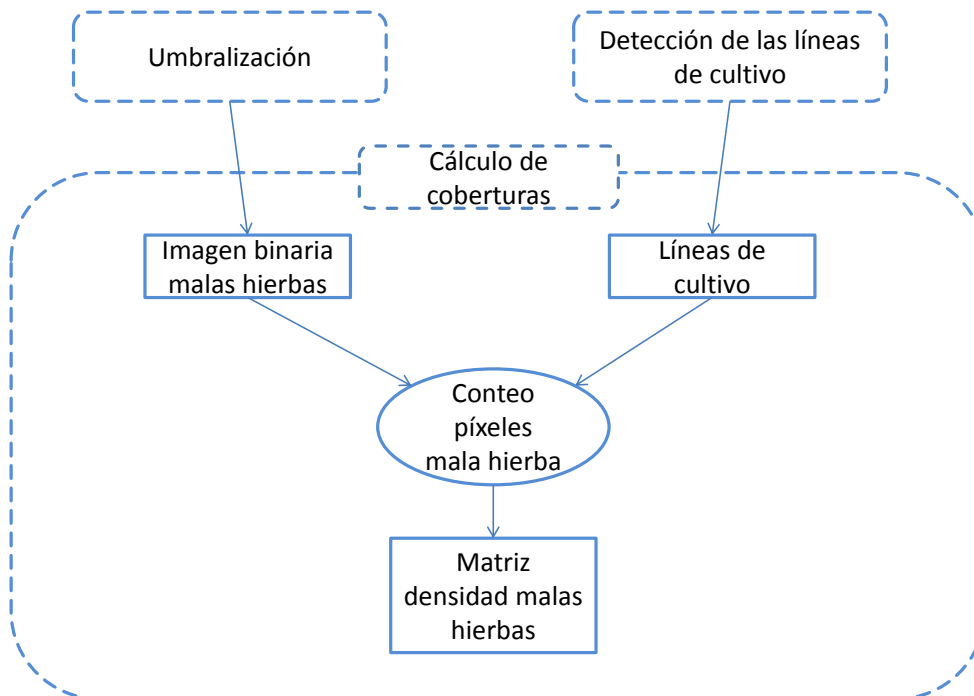 Umbralización
Detección de las líneas
de cultivo
Cálculo de
coberturas
Imagen binaria
malas hierbas
Líneas de
cultivo
Conteo
píxeles
mala hierba
Matriz
densidad malas
hierbas